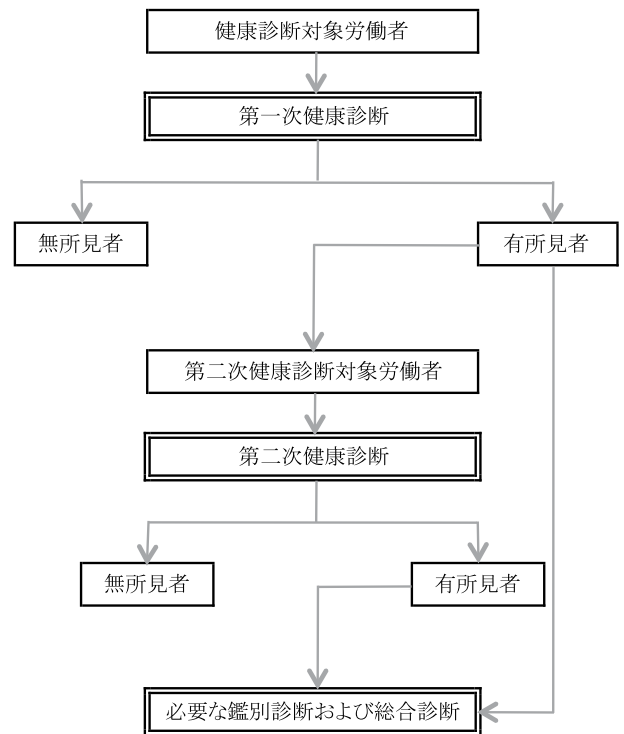 健康診断対象労働者
第一次健康診断
無所見者
有所見者
第二次健康診断対象労働者
第二次健康診断
無所見者
有所見者
必要な鑑別診断および総合診断